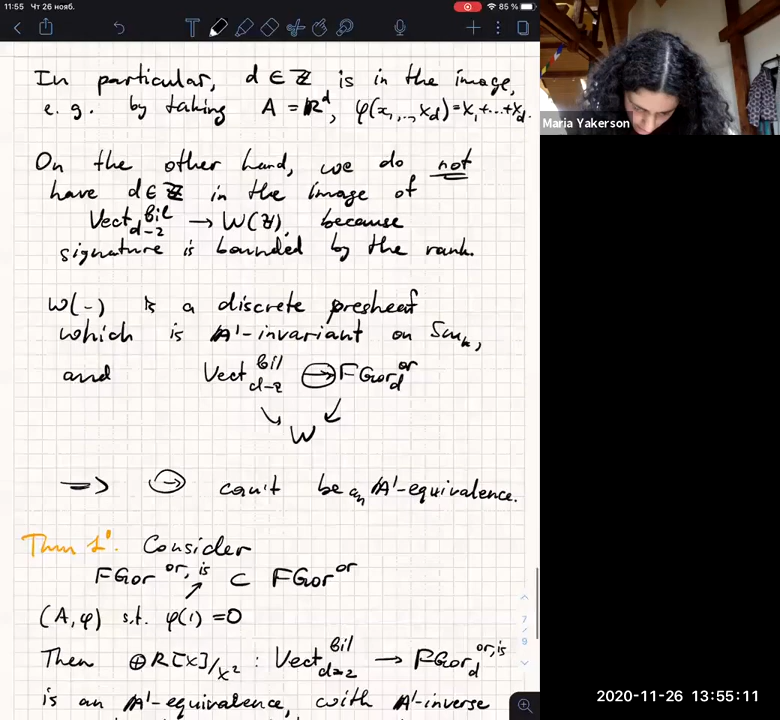 11:55 Чт 26 нояб.
85 %
In particular, d ∈ ℤ is in the image,
e.g. by taking A = ℝ^d, φ(x_1,..,x_d)=x_1+...+x_d.
On the other hand, we do not
have d∈ℤ in the image of
Vect^{bil}_{d-2} → W(ℤ), because
signature is bounded by the rank.
W(-) is a discrete presheaf
which is A¹-invariant on Sm_k,
and Vect^{bil}_{d-2} → FGor^{or}_d
↘ ↙
W
⟹ → can't be an A¹-equivalence.
Thm 1'. Consider
FGor^{or, is} ⊂ FGor^{or}
(A,φ) s.t. φ(1)=0
Then ⊕R[x]/x² : Vect^{bil}_{d-2} → FGor^{or,is}_d
is an A¹-equivalence, with A¹-inverse
7
/
9
Maria Yakerson
2020-11-26 13:55:11